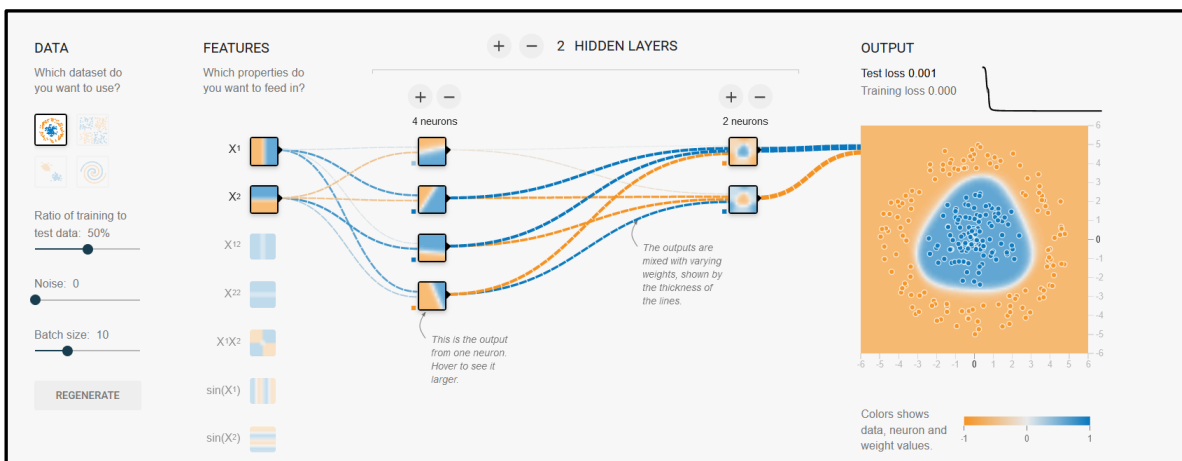 DATA
Which dataset do
you want to use?
Ratio of training to
test data: 50%
Noise: 0
Batch size: 10
REGENERATE
FEATURES
Which properties do
you want to feed in?
X1
X2
X12
X22
X1X2
sin(X1)
sin(X2)
+ − 2 HIDDEN LAYERS
+ −
4 neurons
+ −
2 neurons
This is the output
from one neuron.
Hover to see it
larger.
The outputs are
mixed with varying
weights, shown by
the thickness of
the lines.
OUTPUT
Test loss 0.001
Training loss 0.000
6
5
4
3
2
1
0
-1
-2
-3
-4
-5
-6
-6 -5 -4 -3 -2 -1 0 1 2 3 4 5 6
Colors shows
data, neuron and
weight values.
-1 0 1